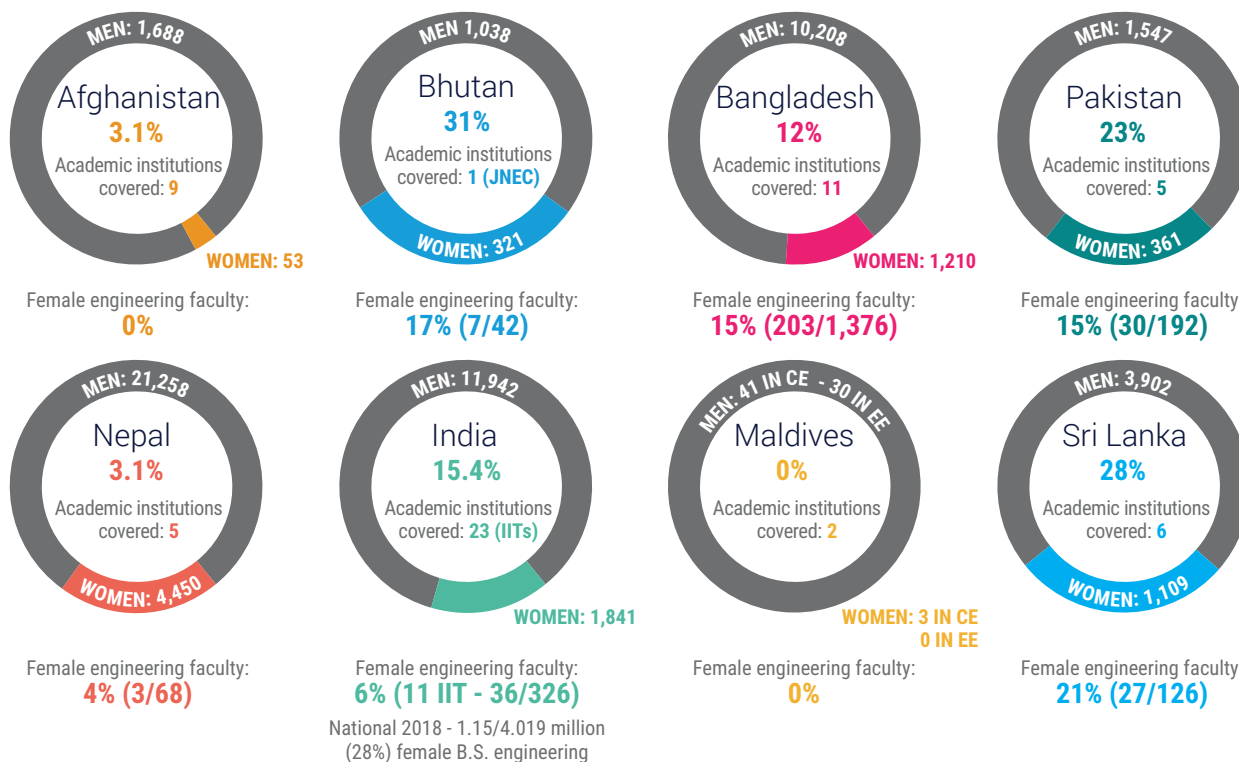 MEN: 1,688
Afghanistan
3.1%
Academic institutions
covered: 9
WOMEN: 53
Female engineering faculty:
0%
MEN 1,038
Bhutan
31%
Academic institutions
covered: 1 (JNEC)
WOMEN: 321
Female engineering faculty:
17% (7/42)
MEN: 10,208
Bangladesh
12%
Academic institutions
covered: 11
WOMEN: 1,210
Female engineering faculty:
15% (203/1,376)
MEN: 1,547
Pakistan
23%
Academic institutions
covered: 5
WOMEN: 361
Female engineering faculty
15% (30/192)
MEN: 21,258
Nepal
3.1%
Academic institutions
covered: 5
WOMEN: 4,450
Female engineering faculty:
4% (3/68)
MEN: 11,942
India
15.4%
Academic institutions
covered: 23 (IITs)
WOMEN: 1,841
Female engineering faculty:
6% (11 IIT - 36/326)
National 2018 - 1.15/4.019 million
(28%) female B.S. engineering
MEN: 41 IN CE - 30 IN EE
Maldives
0%
Academic institutions
covered: 2
WOMEN: 3 IN CE
0 IN EE
Female engineering faculty:
0%
MEN: 3,902
Sri Lanka
28%
Academic institutions
covered: 6
WOMEN: 1,109
Female engineering faculty
21% (27/126)